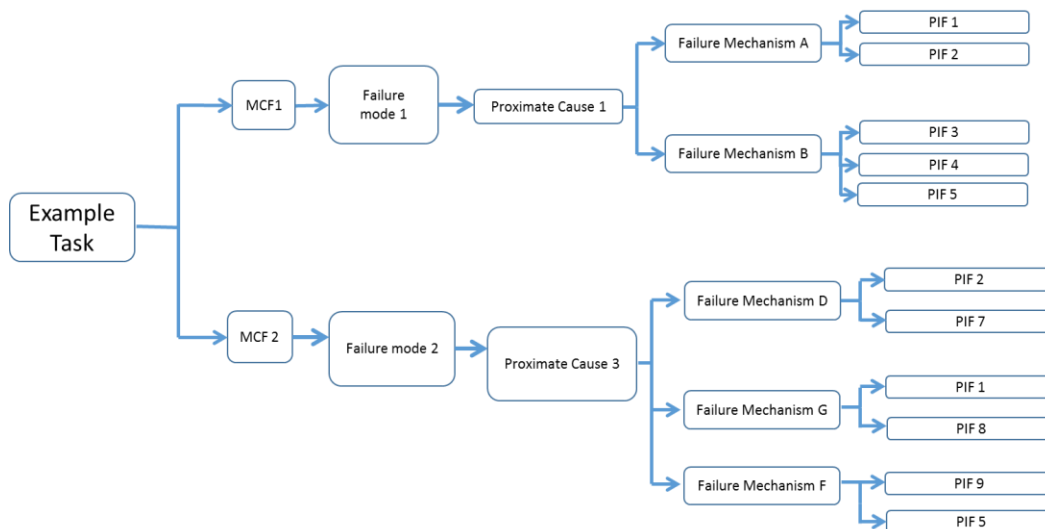 PIF 1
Failure Mechanism A
PIF 2
MCF1
Failure
mode 1
Proximate Cause 1
PIF 3
Failure Mechanism B
PIF 4
PIF 5
Example
Task
PIF 2
Failure Mechanism D
PIF 7
MCF 2
Failure mode 2
Proximate Cause 3
PIF 1
Failure Mechanism G
PIF 8
PIF 9
Failure Mechanism F
PIF 5